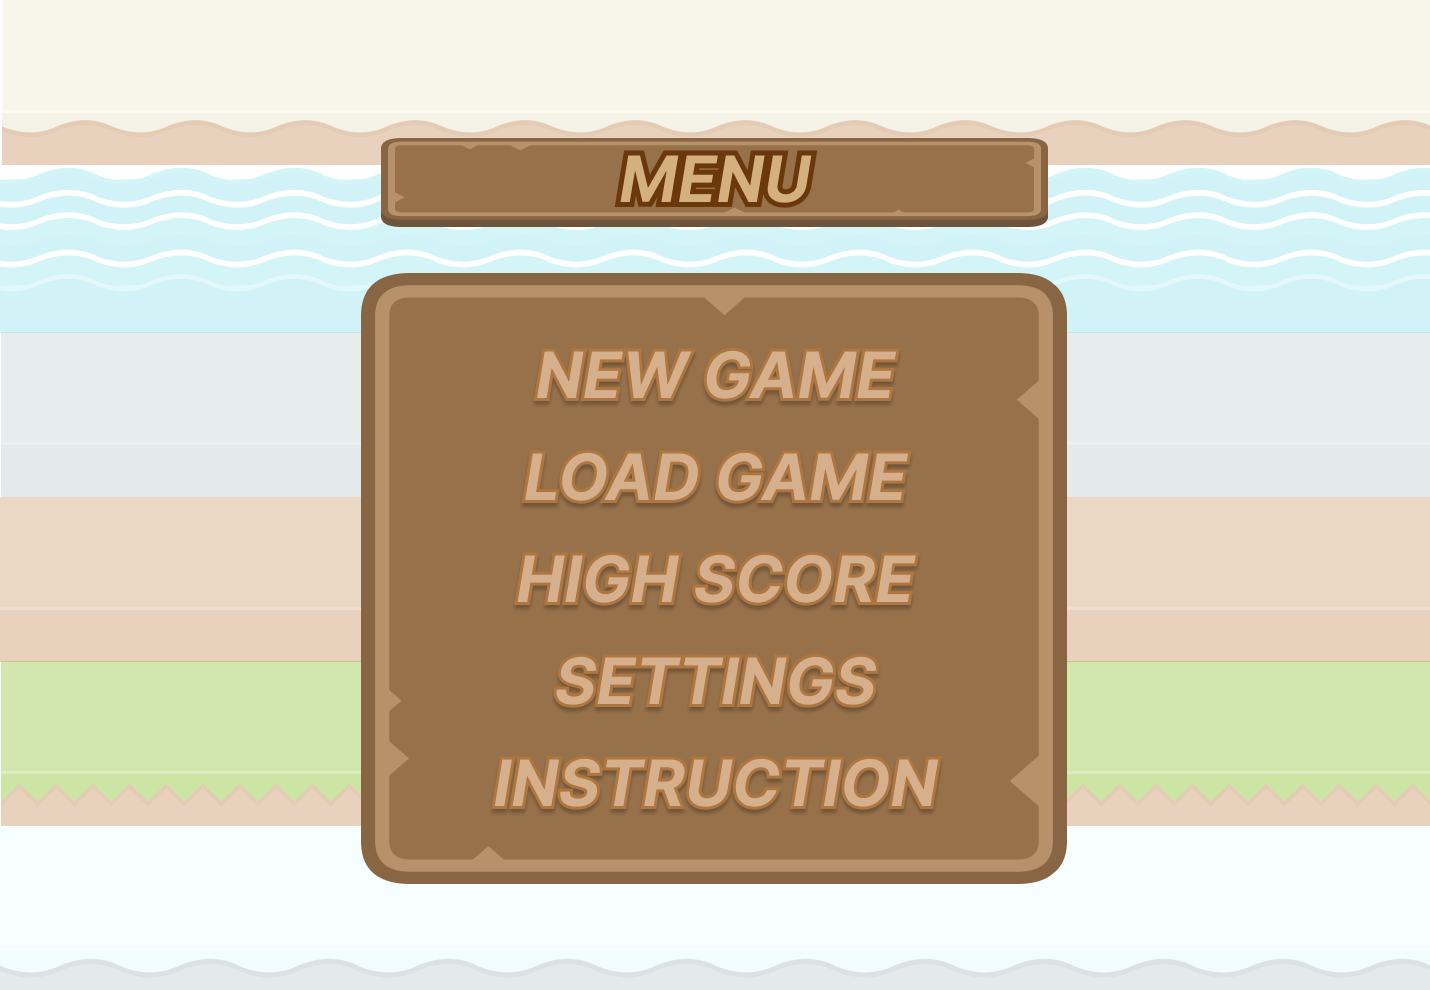 MENU
NEW GAME
LOAD GAME
HIGH SCORE
SETTINGS
INSTRUCTION